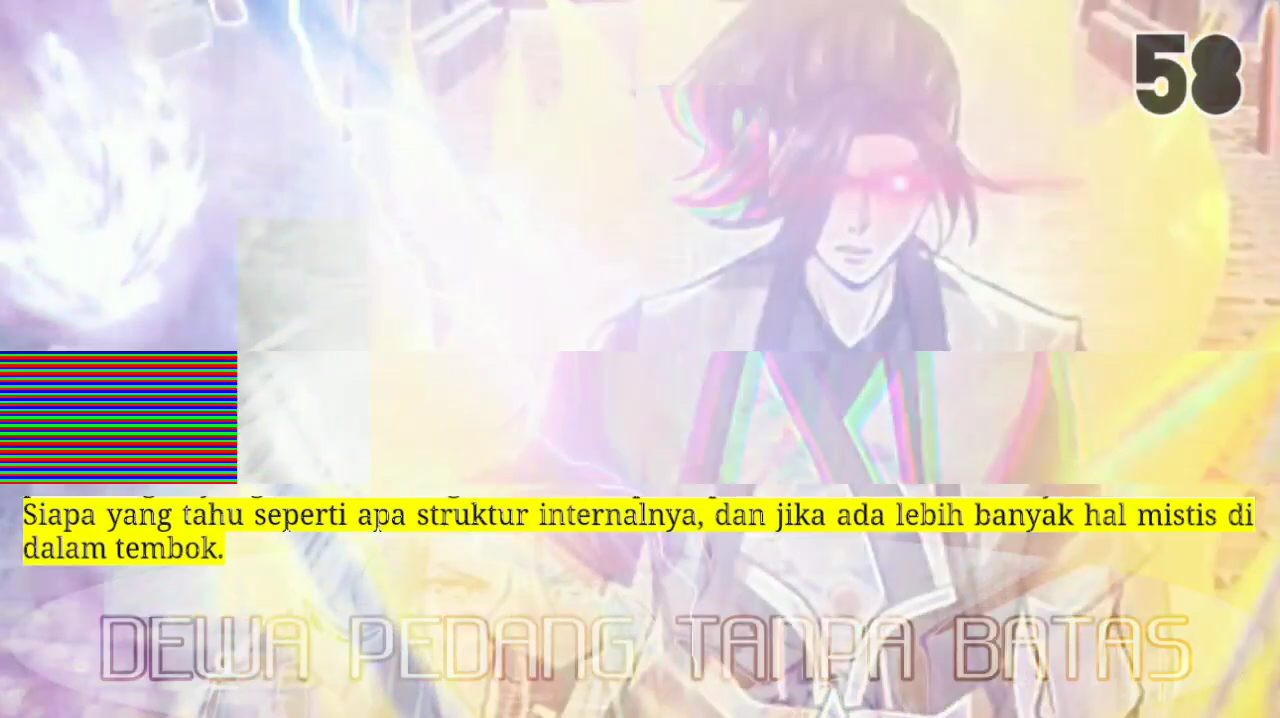 58
Siapa yang tahu seperti apa struktur internalnya, dan jika ada lebih banyak hal mistis di
dalam tembok.
DEWA PEDANG TANPA BATAS